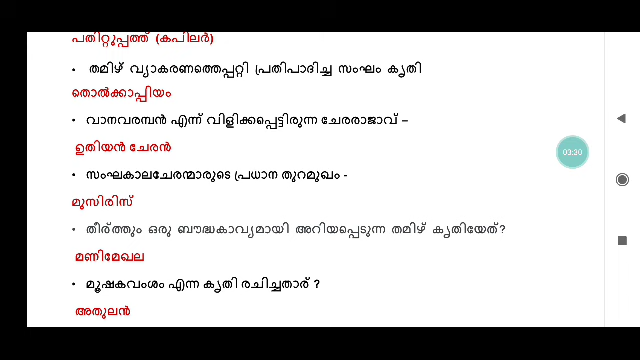 പതിറ്റുപ്പത്ത് (കപിലർ)
• തമിഴ് വ്യാകരണത്തെപ്പറ്റി പ്രതിപാദിച്ച സംഘം കൃതി
തൊൽക്കാപ്പിയം
• വാനവരമ്പൻ എന്ന് വിളിക്കപ്പെട്ടിരുന്ന ചേരരാജാവ് –
ഉതിയൻ ചേരൻ
• സംഘകാലചേരന്മാരുടെ പ്രധാന തുറമുഖം -
മുസിരിസ്
• തീര്ത്തും ഒരു ബൗദ്ധകാവ്യമായി അറിയപ്പെടുന്ന തമിഴ് കൃതിയേത്?
മണിമേഖല
• മൂഷകവംശം എന്ന കൃതി രചിച്ചതാര് ?
അതുലൻ
03:30